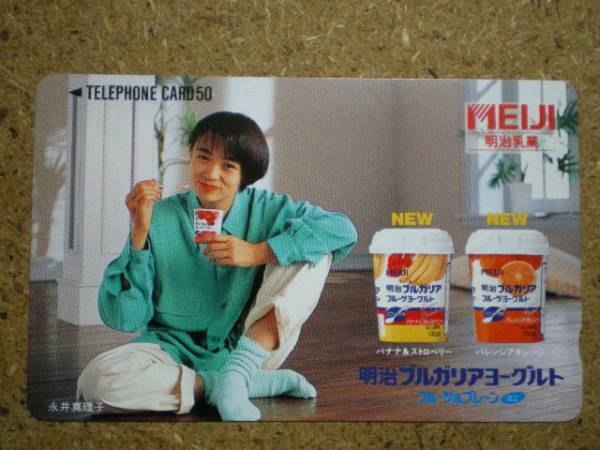 TELEPHONE CARD50
MEIJI
明治乳業
NEW
NEW
MEIJI
明治ブルガリア
フルーツヨーグルト
MEIJI
明治ブルガリア
フルーツヨーグルト
バナナ&ストロベリー
バレンシアオレンジ
明治ブルガリアヨーグルト
フルーツ&プレーン
永井真理子